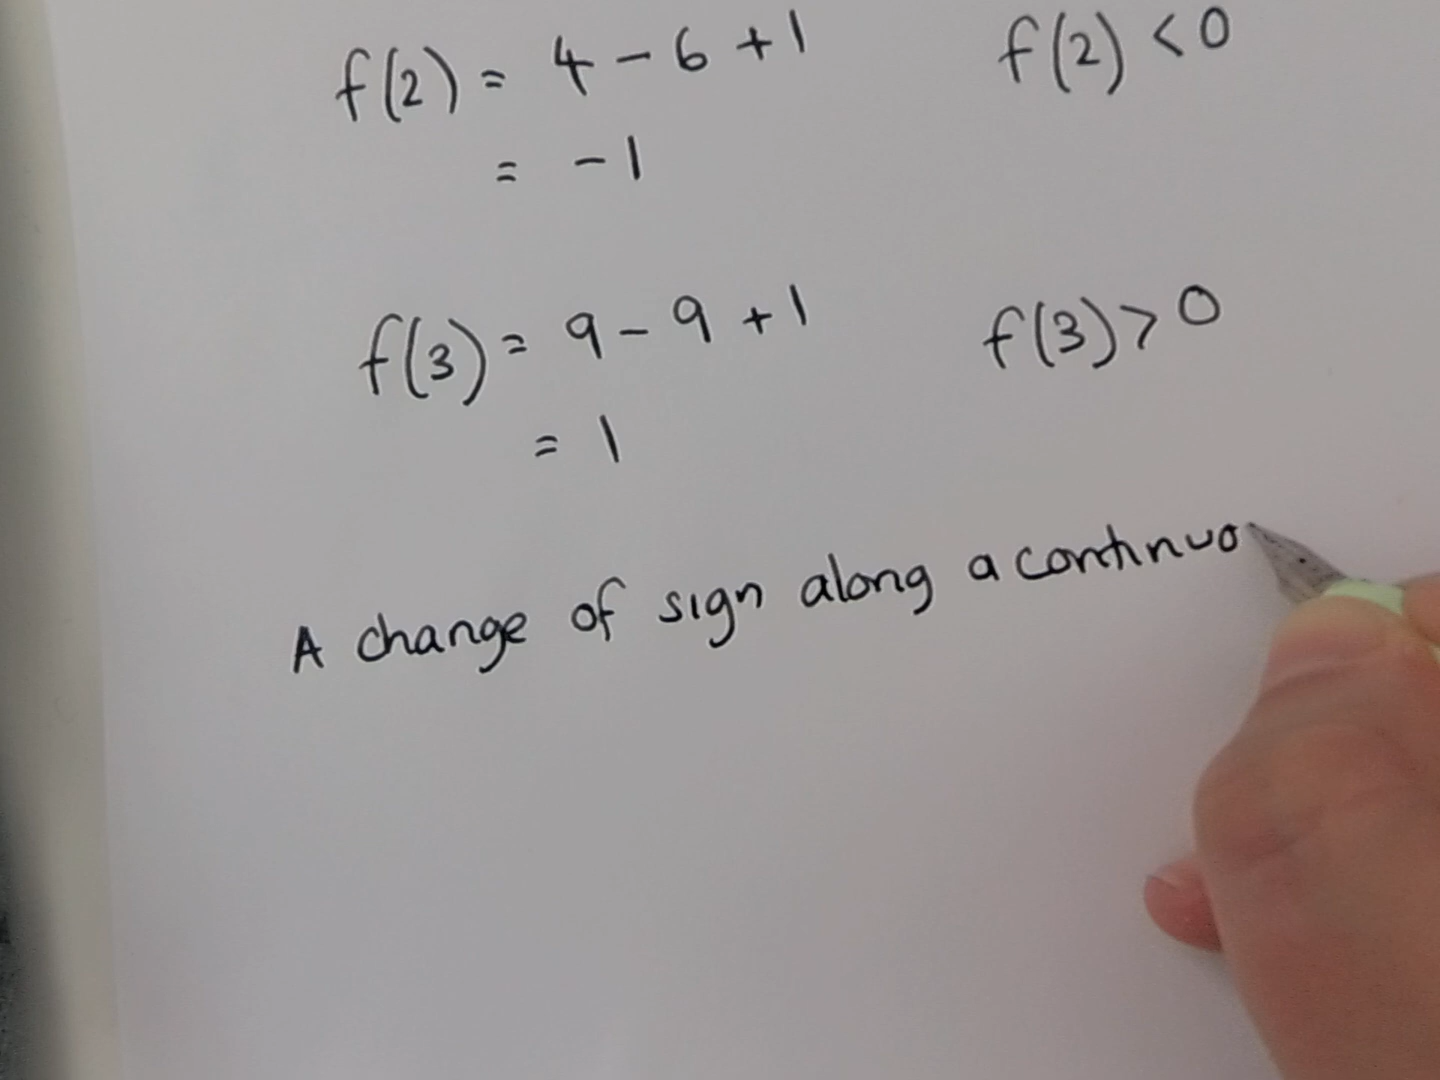 f(2) = 4 - 6 + 1 f(2) < 0
= -1
f(3) = 9 - 9 + 1 f(3) > 0
= 1
A change of sign along a continuo